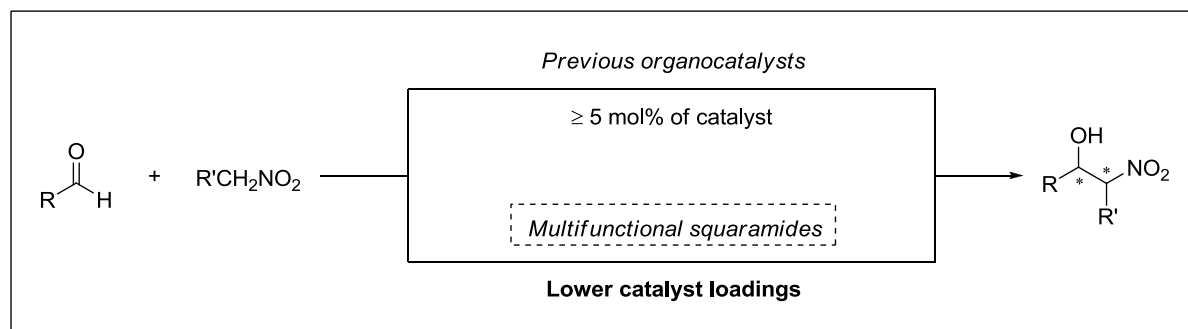 Previous organocatalysts
≥ 5 mol% of catalyst
O
R H + R'CH₂NO₂
OH
R * * NO₂
R'
Multifunctional squaramides
Lower catalyst loadings